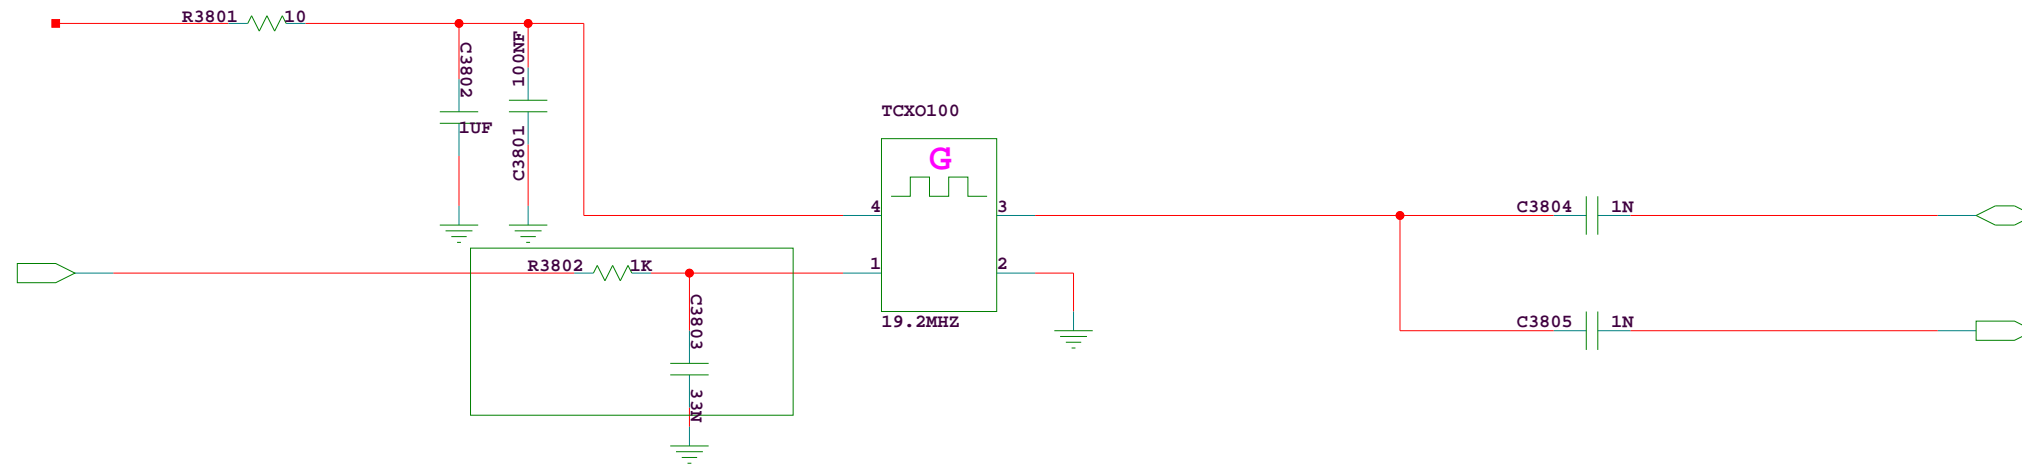 R3801 10
C3802
1UF
100NF
C3801
TCXO100
G
4 3
1 2
19.2MHZ
R3802 1K
C3803
33N
C3804 1N
C3805 1N